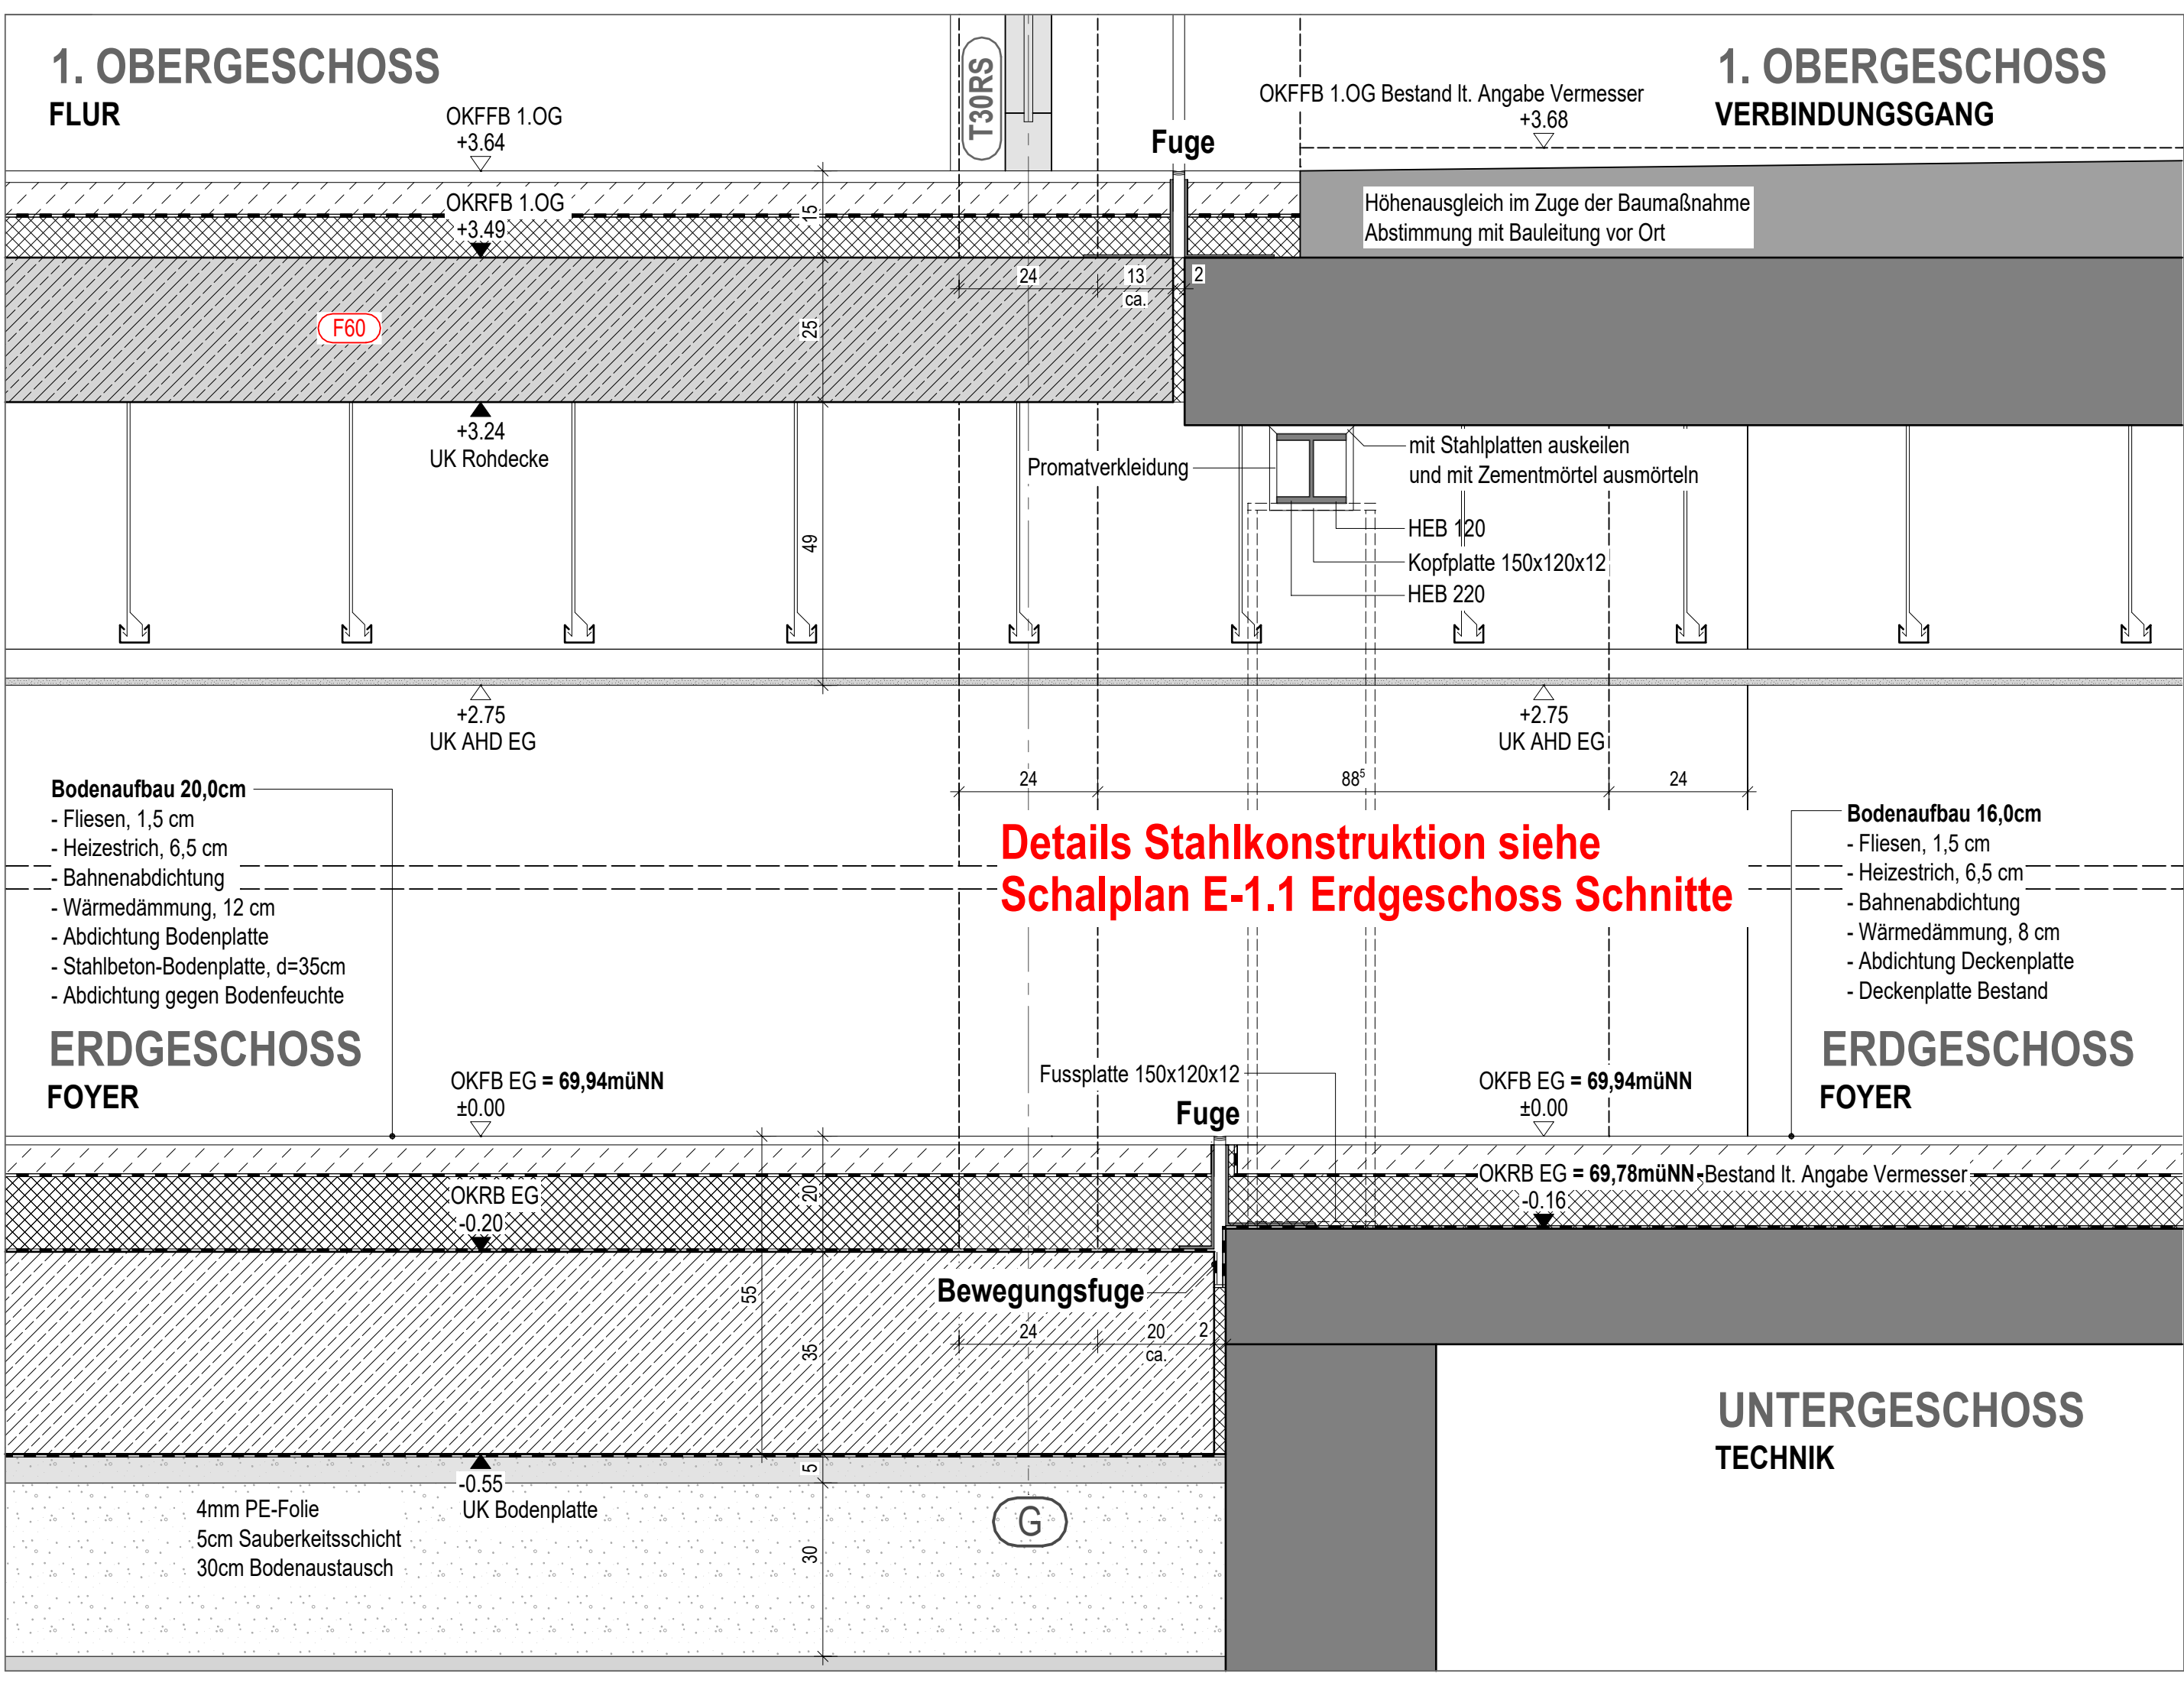 1. OBERGESCHOSS
FLUR
OKFFB 1.OG
+3.64
T30RS
Fuge
OKFFB 1.OG Bestand lt. Angabe Vermesser
+3.68
1. OBERGESCHOSS
VERBINDUNGSGANG
OKRFB 1.OG
+3.49
15
Höhenausgleich im Zuge der Baumaßnahme
Abstimmung mit Bauleitung vor Ort
24
13
ca.
2
F60
25
+3.24
UK Rohdecke
Promatverkleidung
mit Stahlplatten auskeilen
und mit Zementmörtel ausmörteln
HEB 120
Kopfplatte 150x120x12
HEB 220
49
+2.75
UK AHD EG
+2.75
UK AHD EG
24
88⁵
24
Bodenaufbau 20,0cm
- Fliesen, 1,5 cm
- Heizestrich, 6,5 cm
- Bahnenabdichtung
- Wärmedämmung, 12 cm
- Abdichtung Bodenplatte
- Stahlbeton-Bodenplatte, d=35cm
- Abdichtung gegen Bodenfeuchte
Details Stahlkonstruktion siehe
Schalplan E-1.1 Erdgeschoss Schnitte
Bodenaufbau 16,0cm
- Fliesen, 1,5 cm
- Heizestrich, 6,5 cm
- Bahnenabdichtung
- Wärmedämmung, 8 cm
- Abdichtung Deckenplatte
- Deckenplatte Bestand
ERDGESCHOSS
FOYER
OKFB EG = 69,94müNN
±0.00
Fussplatte 150x120x12
Fuge
OKFB EG = 69,94müNN
±0.00
ERDGESCHOSS
FOYER
OKRB EG
-0.20
20
OKRB EG = 69,78müNN Bestand lt. Angabe Vermesser
-0.16
Bewegungsfuge
55
35
24
20
ca.
2
UNTERGESCHOSS
TECHNIK
-0.55
UK Bodenplatte
5
4mm PE-Folie
5cm Sauberkeitsschicht
30cm Bodenaustausch
30
G